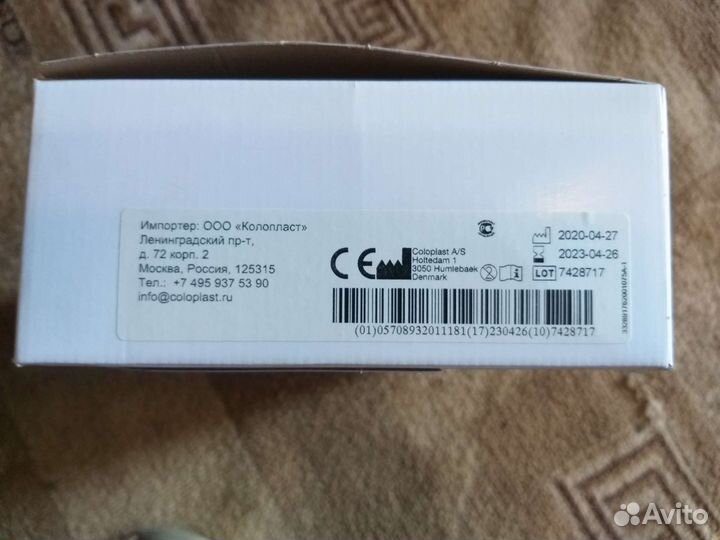 Импортер: ООО «Колопласт»
Ленинградский пр-т,
д. 72 корп. 2
Москва, Россия, 125315
Тел.: +7 495 937 53 90
info@coloplast.ru
CE
Coloplast A/S
Holtedam 1
3050 Humlebaek
Denmark
2020-04-27
2023-04-26
LOT 7428717
(01)05708932011181(17)230426(10)7428717
Avito